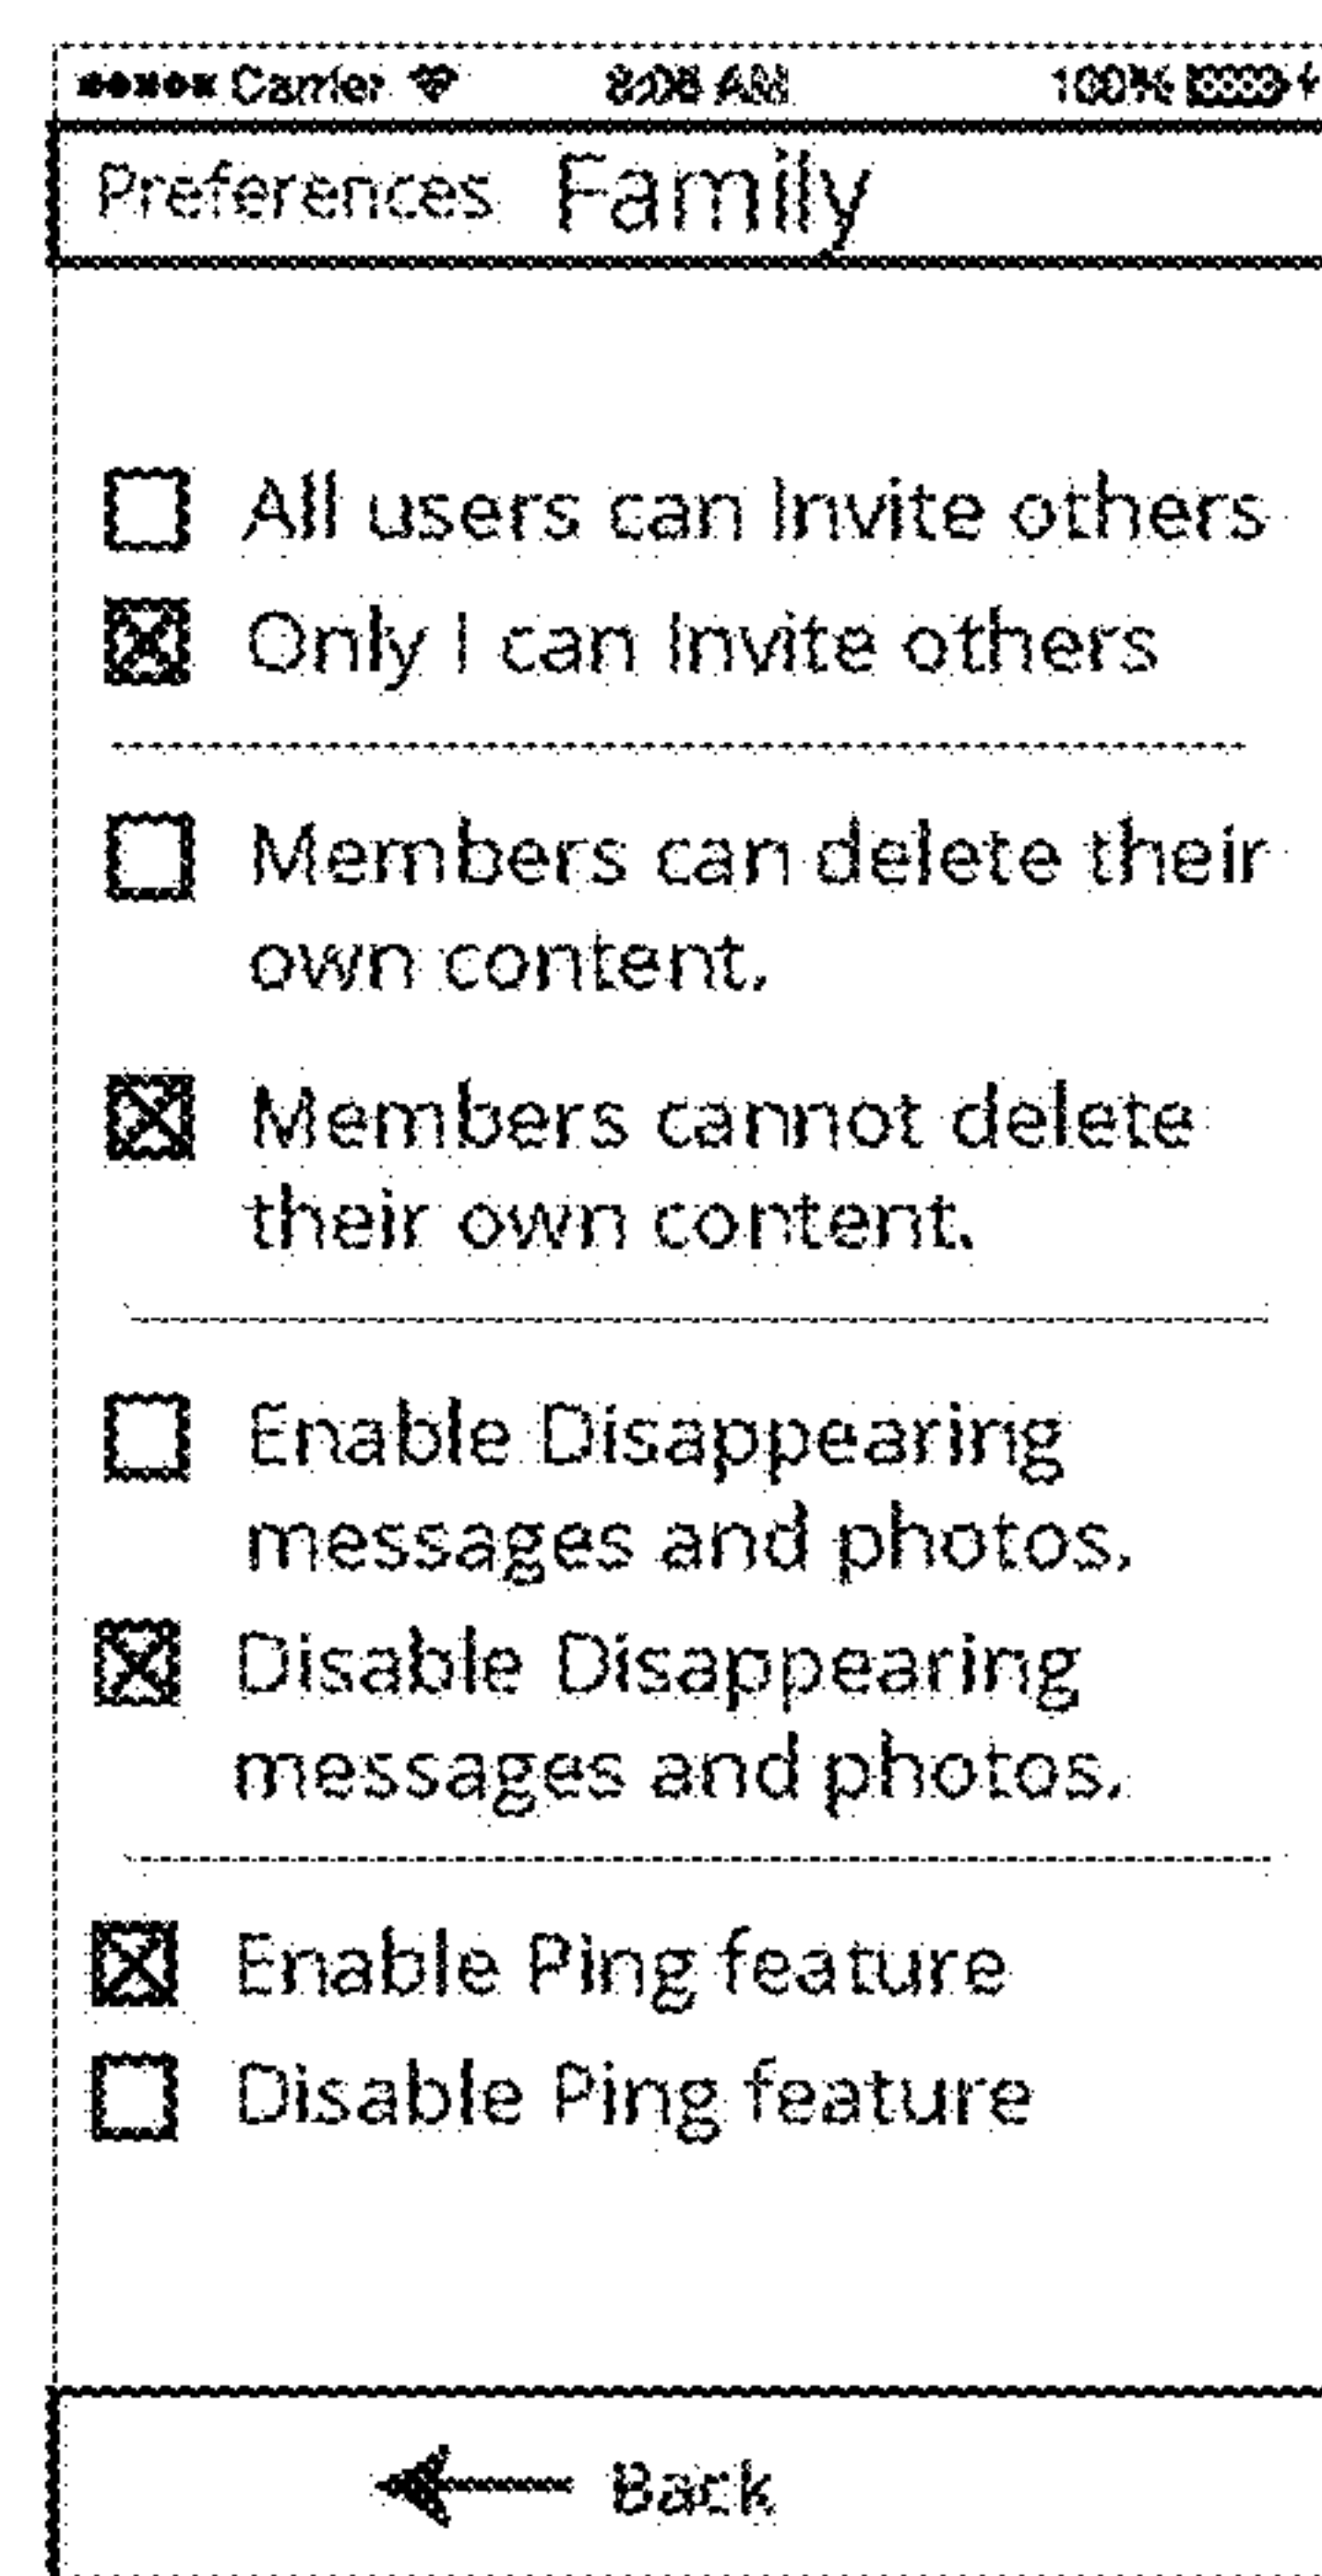 Carrier 8:08 AM 100%
Preferences Family
All users can Invite others
Only I can Invite others
Members can delete their
own content.
Members cannot delete
their own content.
Enable Disappearing
messages and photos.
Disable Disappearing
messages and photos.
Enable Ping feature
Disable Ping feature
Back